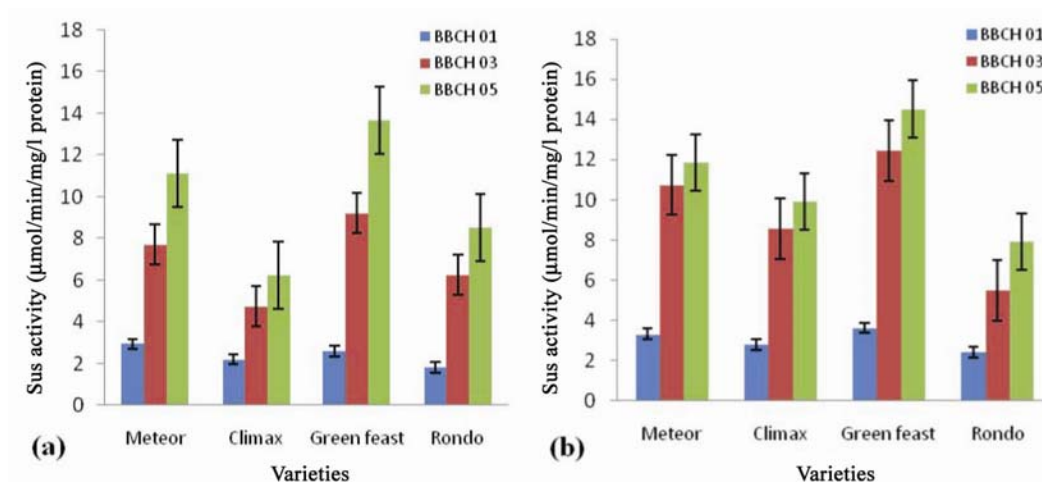 Sus activity (µmol/min/mg/l protein)
18
16
14
12
10
8
6
4
2
0
BBCH 01
BBCH 03
BBCH 05
Meteor
Climax
Green feast
Rondo
(a)
Varieties
Sus activity (µmol/min/mg/l protein)
18
16
14
12
10
8
6
4
2
0
BBCH 01
BBCH 03
BBCH 05
Meteor
Climax
Green feast
Rondo
(b)
Varieties